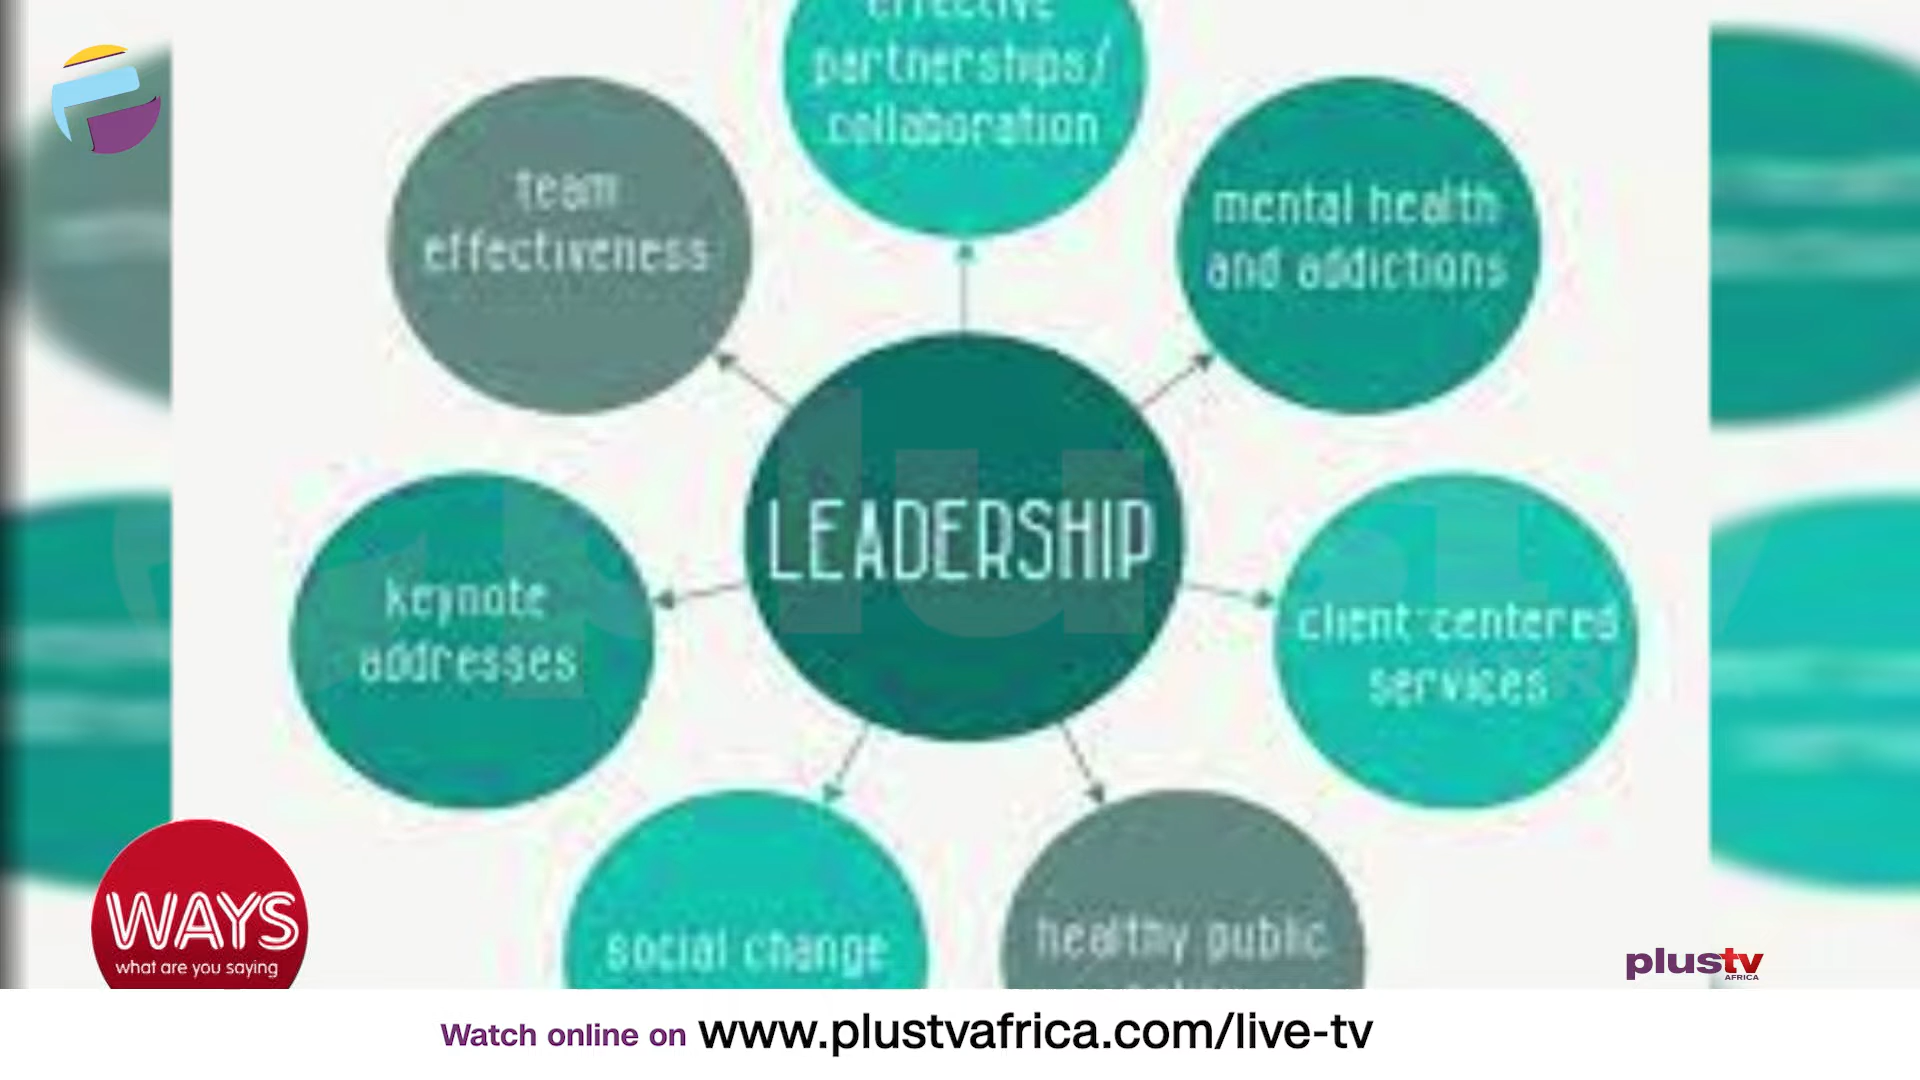 effective
partnerships/
collaboration
team
effectiveness
mental health
and addictions
LEADERSHIP
keynote
addresses
client-centered
services
social change
healthy public
WAYS
what are you saying
plustv
AFRICA
Watch online on www.plustvafrica.com/live-tv